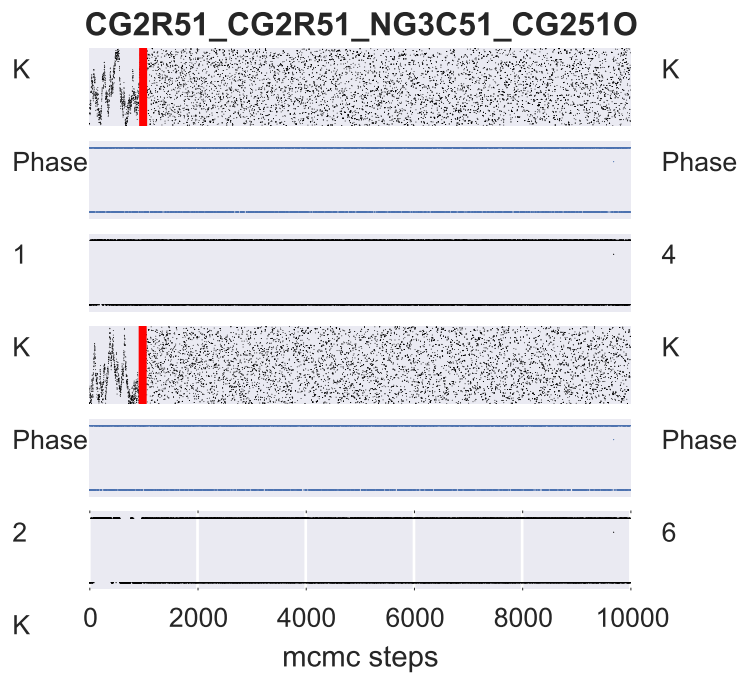 CG2R51_CG2R51_NG3C51_CG251O
K K
Phase Phase
1 4
K K
Phase Phase
2 6
K 0 2000 4000 6000 8000 10000
mcmc steps